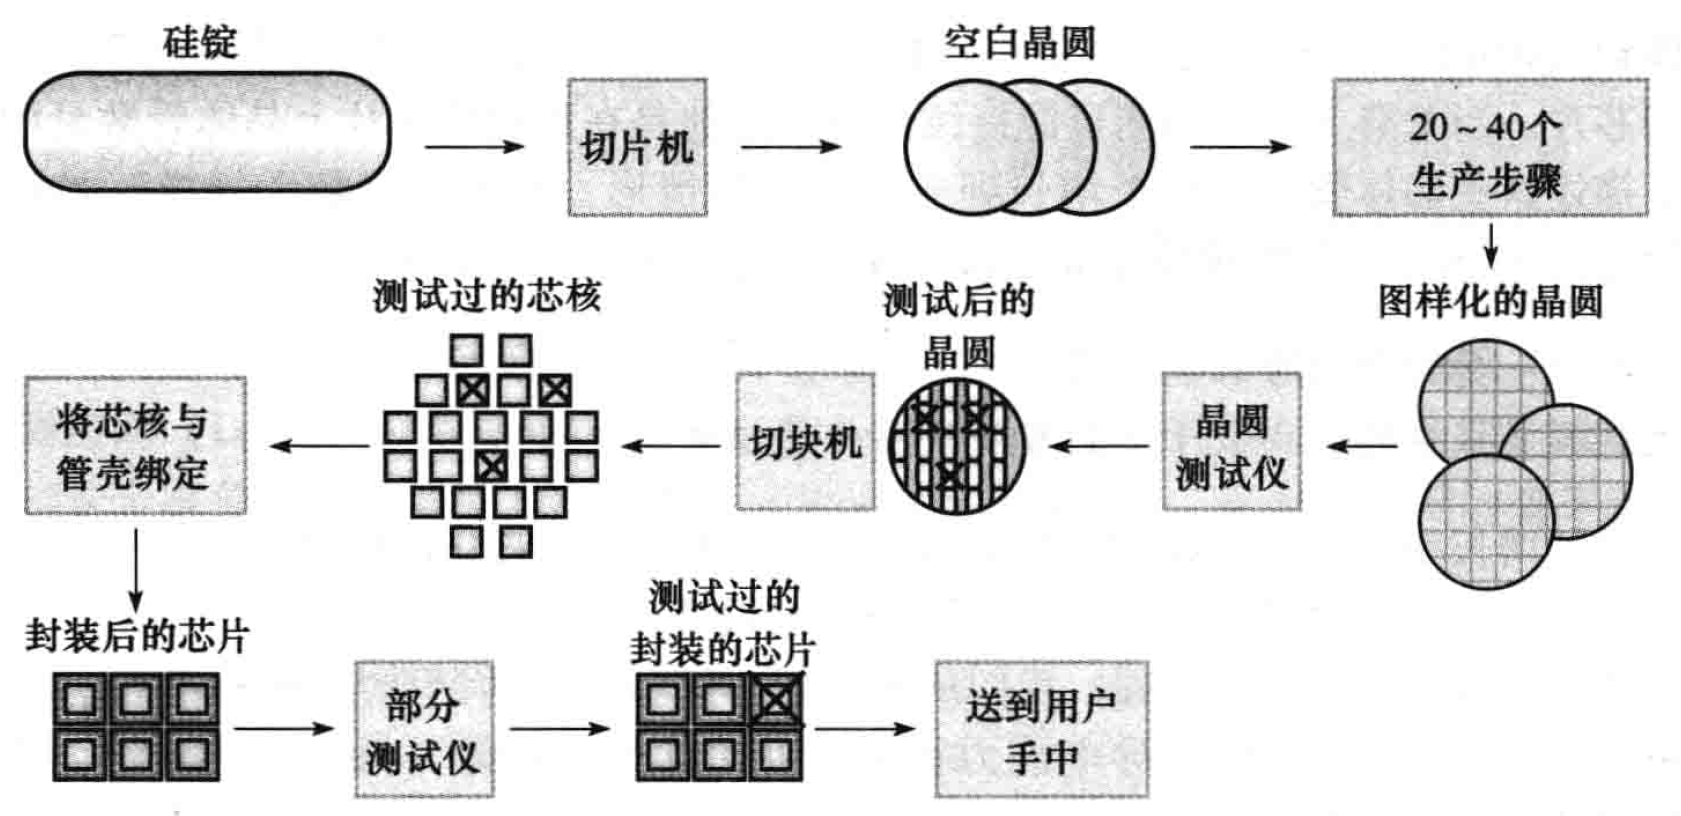 硅锭
切片机
空白晶圆
20~40个
生产步骤
图样化的晶圆
晶圆
测试仪
测试后的
晶圆
切块机
测试过的芯核
将芯核与
管壳绑定
封装后的芯片
部分
测试仪
测试过的
封装的芯片
送到用户
手中